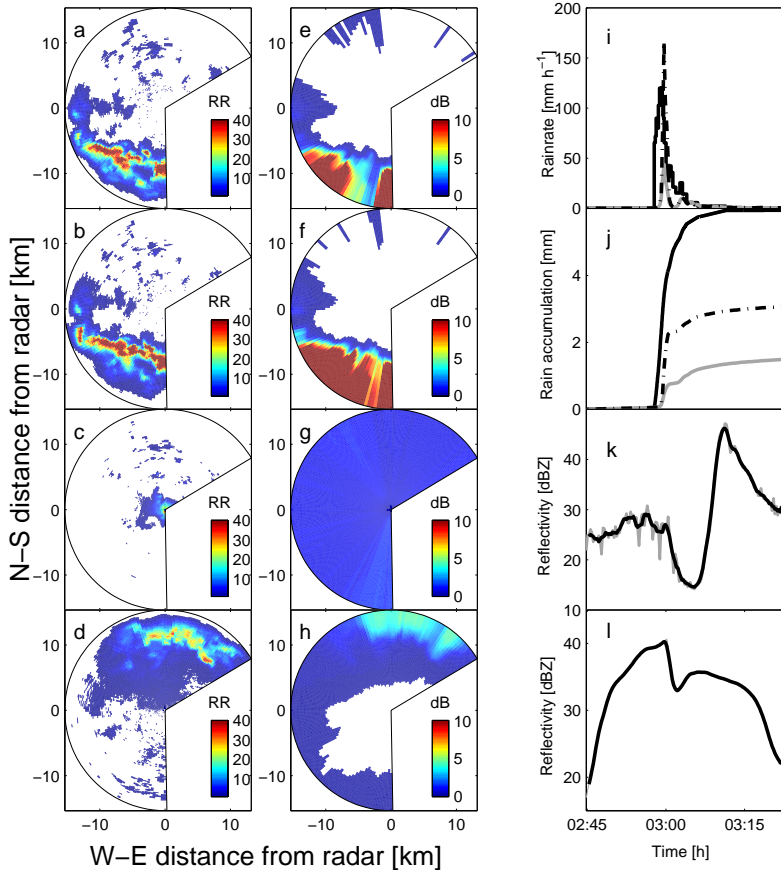 N−S distance from radar [km]
a
RR
40
30
20
10
10
0
−10
b
RR
40
30
20
10
10
0
−10
c
RR
40
30
20
10
10
0
−10
d
RR
40
30
20
10
10
0
−10
−10 0 10
e
dB
10
5
0
10
0
−10
f
dB
10
5
0
10
0
−10
g
dB
10
5
0
10
0
−10
h
dB
10
5
0
10
0
−10
−10 0 10
W−E distance from radar [km]
i
Rainrate [mm h−1]
200
150
100
50
0
j
Rain accumulation [mm]
4
2
0
k
Reflectivity [dBZ]
40
30
20
10
l
Reflectivity [dBZ]
40
30
20
02:45 03:00 03:15
Time [h]